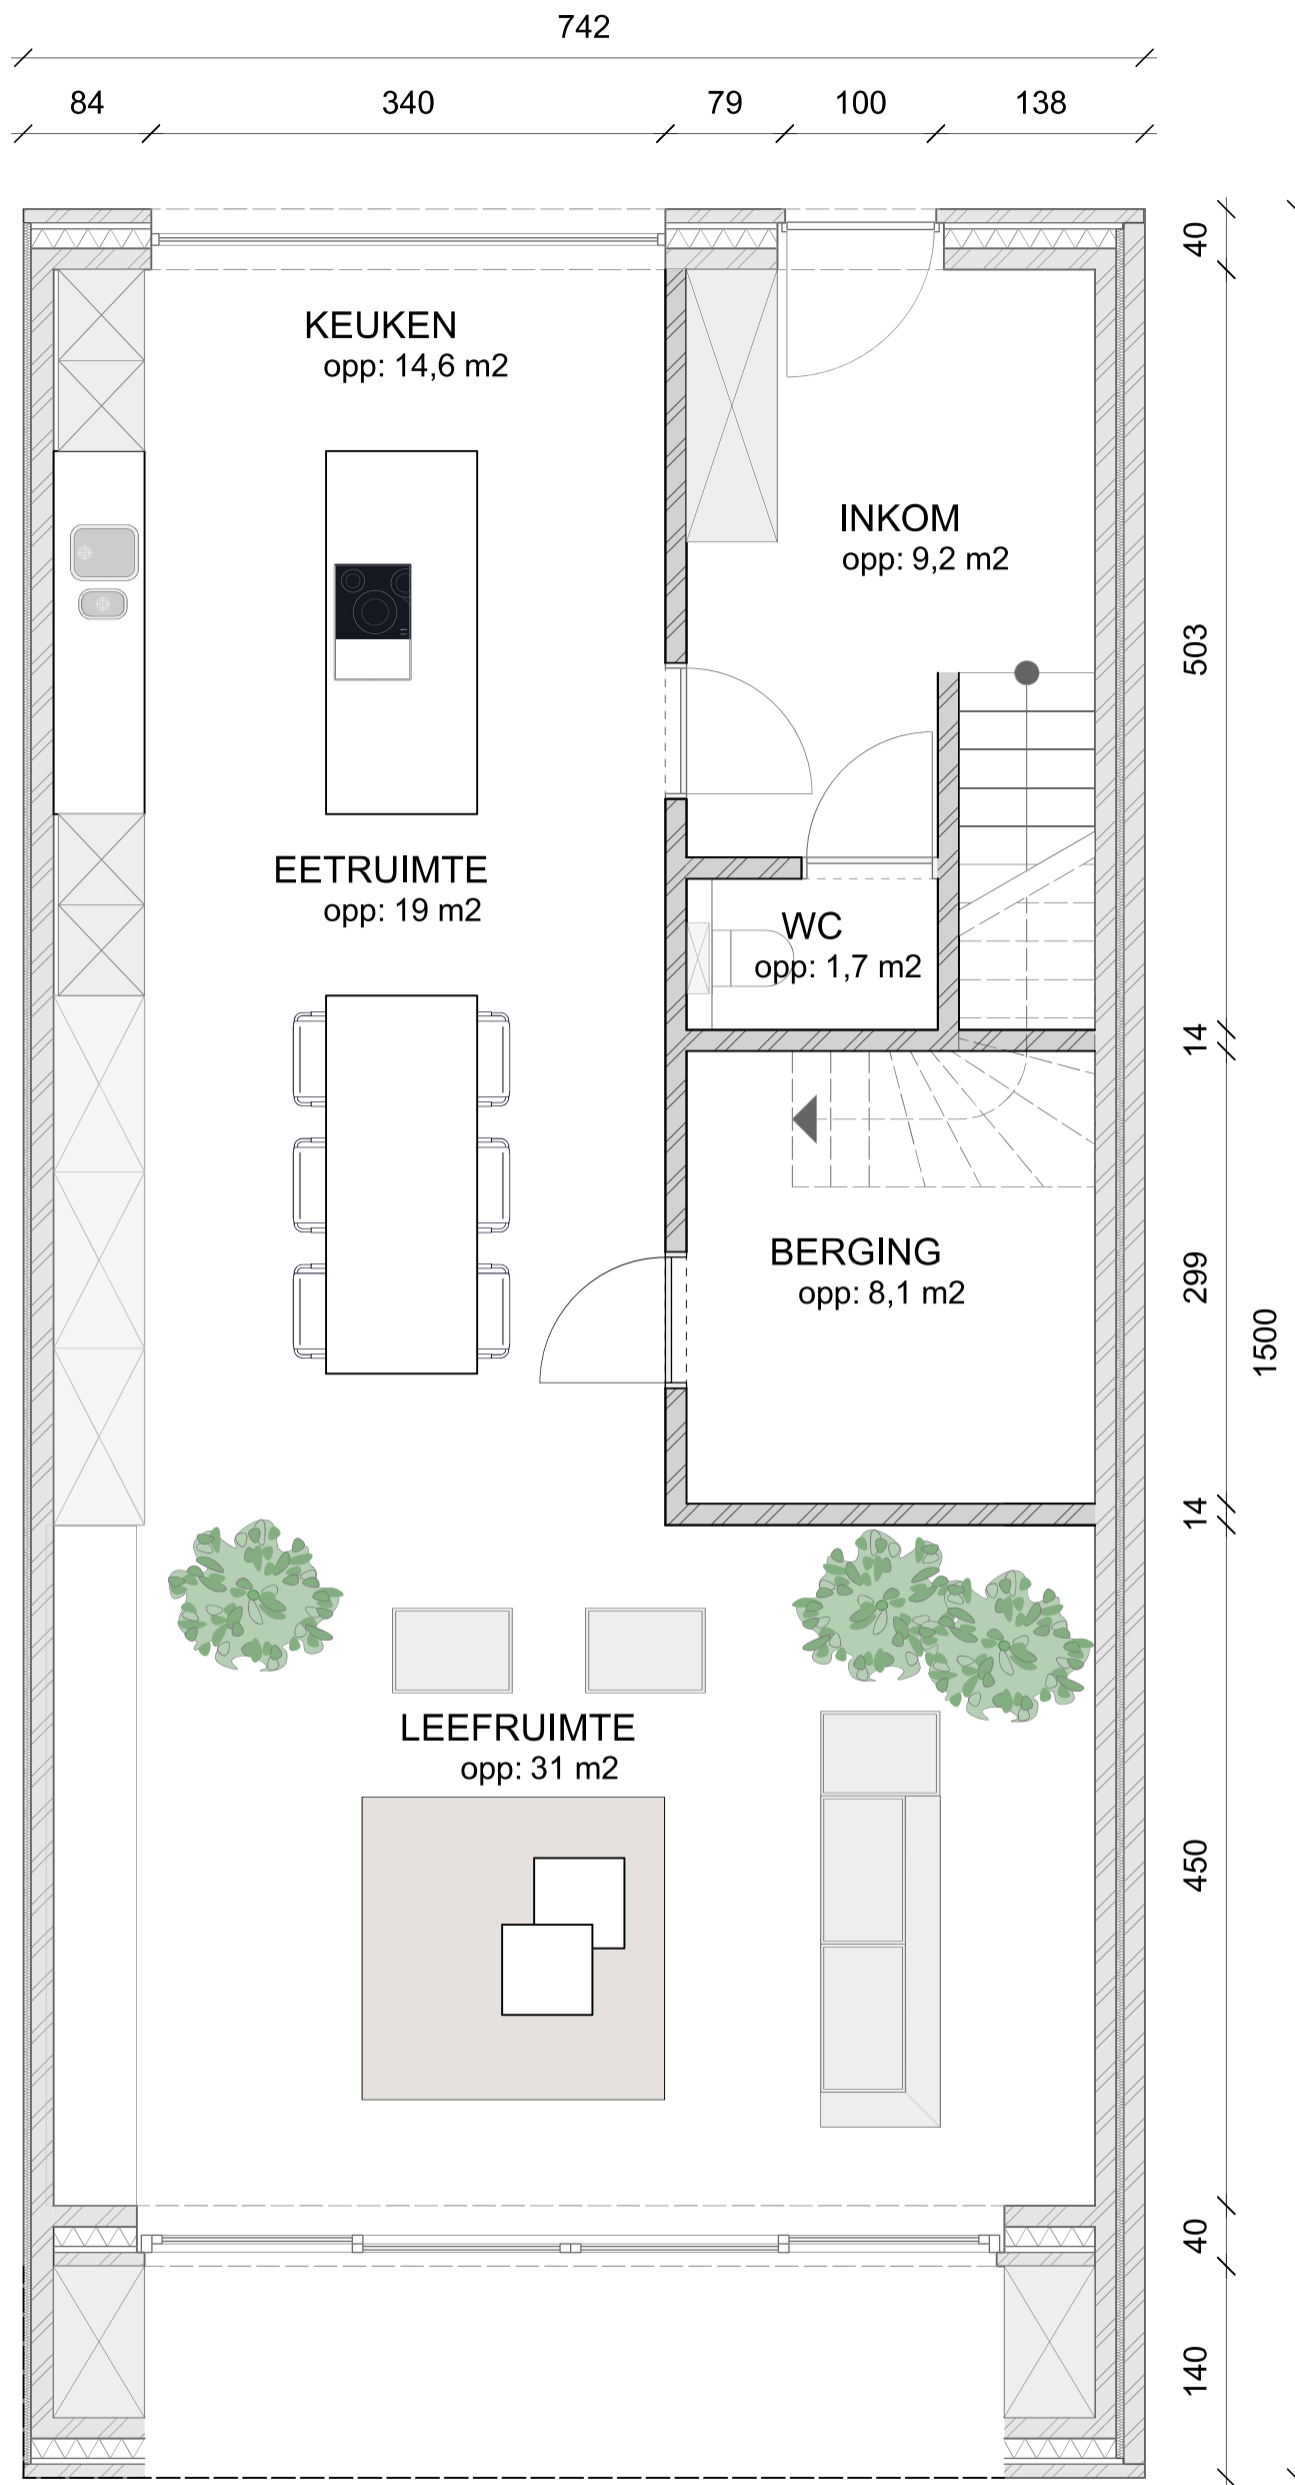 742
84
340
79
100
138
40
KEUKEN
opp: 14,6 m2
INKOM
opp: 9,2 m2
503
EETRUIMTE
opp: 19 m2
WC
opp: 1,7 m2
14
BERGING
opp: 8,1 m2
299
1500
14
LEEFRUIMTE
opp: 31 m2
450
40
140